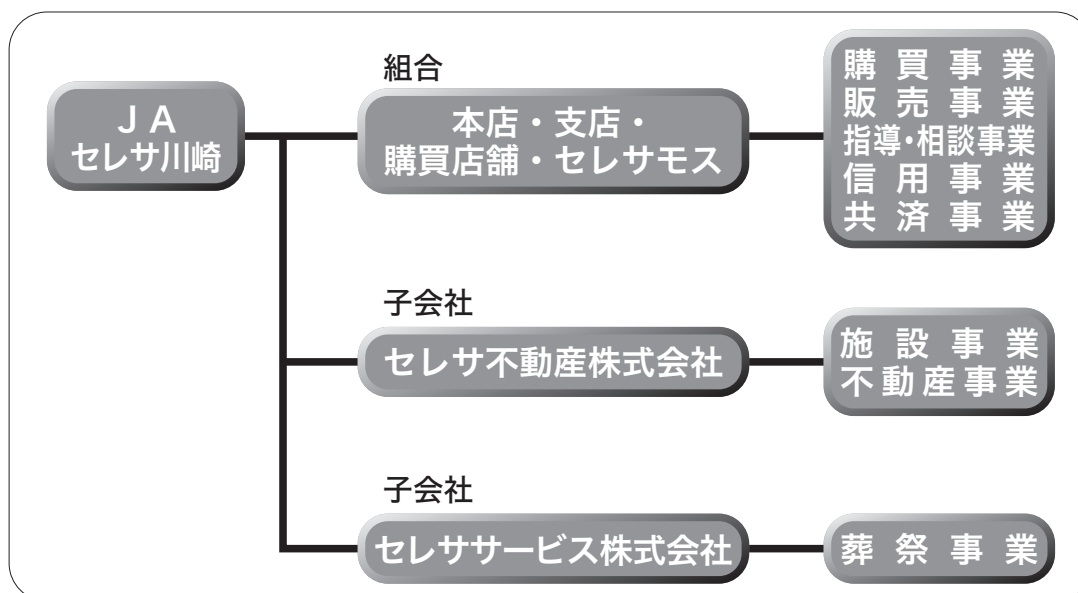 JA
セレサ川崎
組合
本店・支店・
購買店舗・セレサモス
購買事業
販売事業
指導・相談事業
信用事業
共済事業
子会社
セレサ不動産株式会社
施設事業
不動産事業
子会社
セレササービス株式会社
葬祭事業